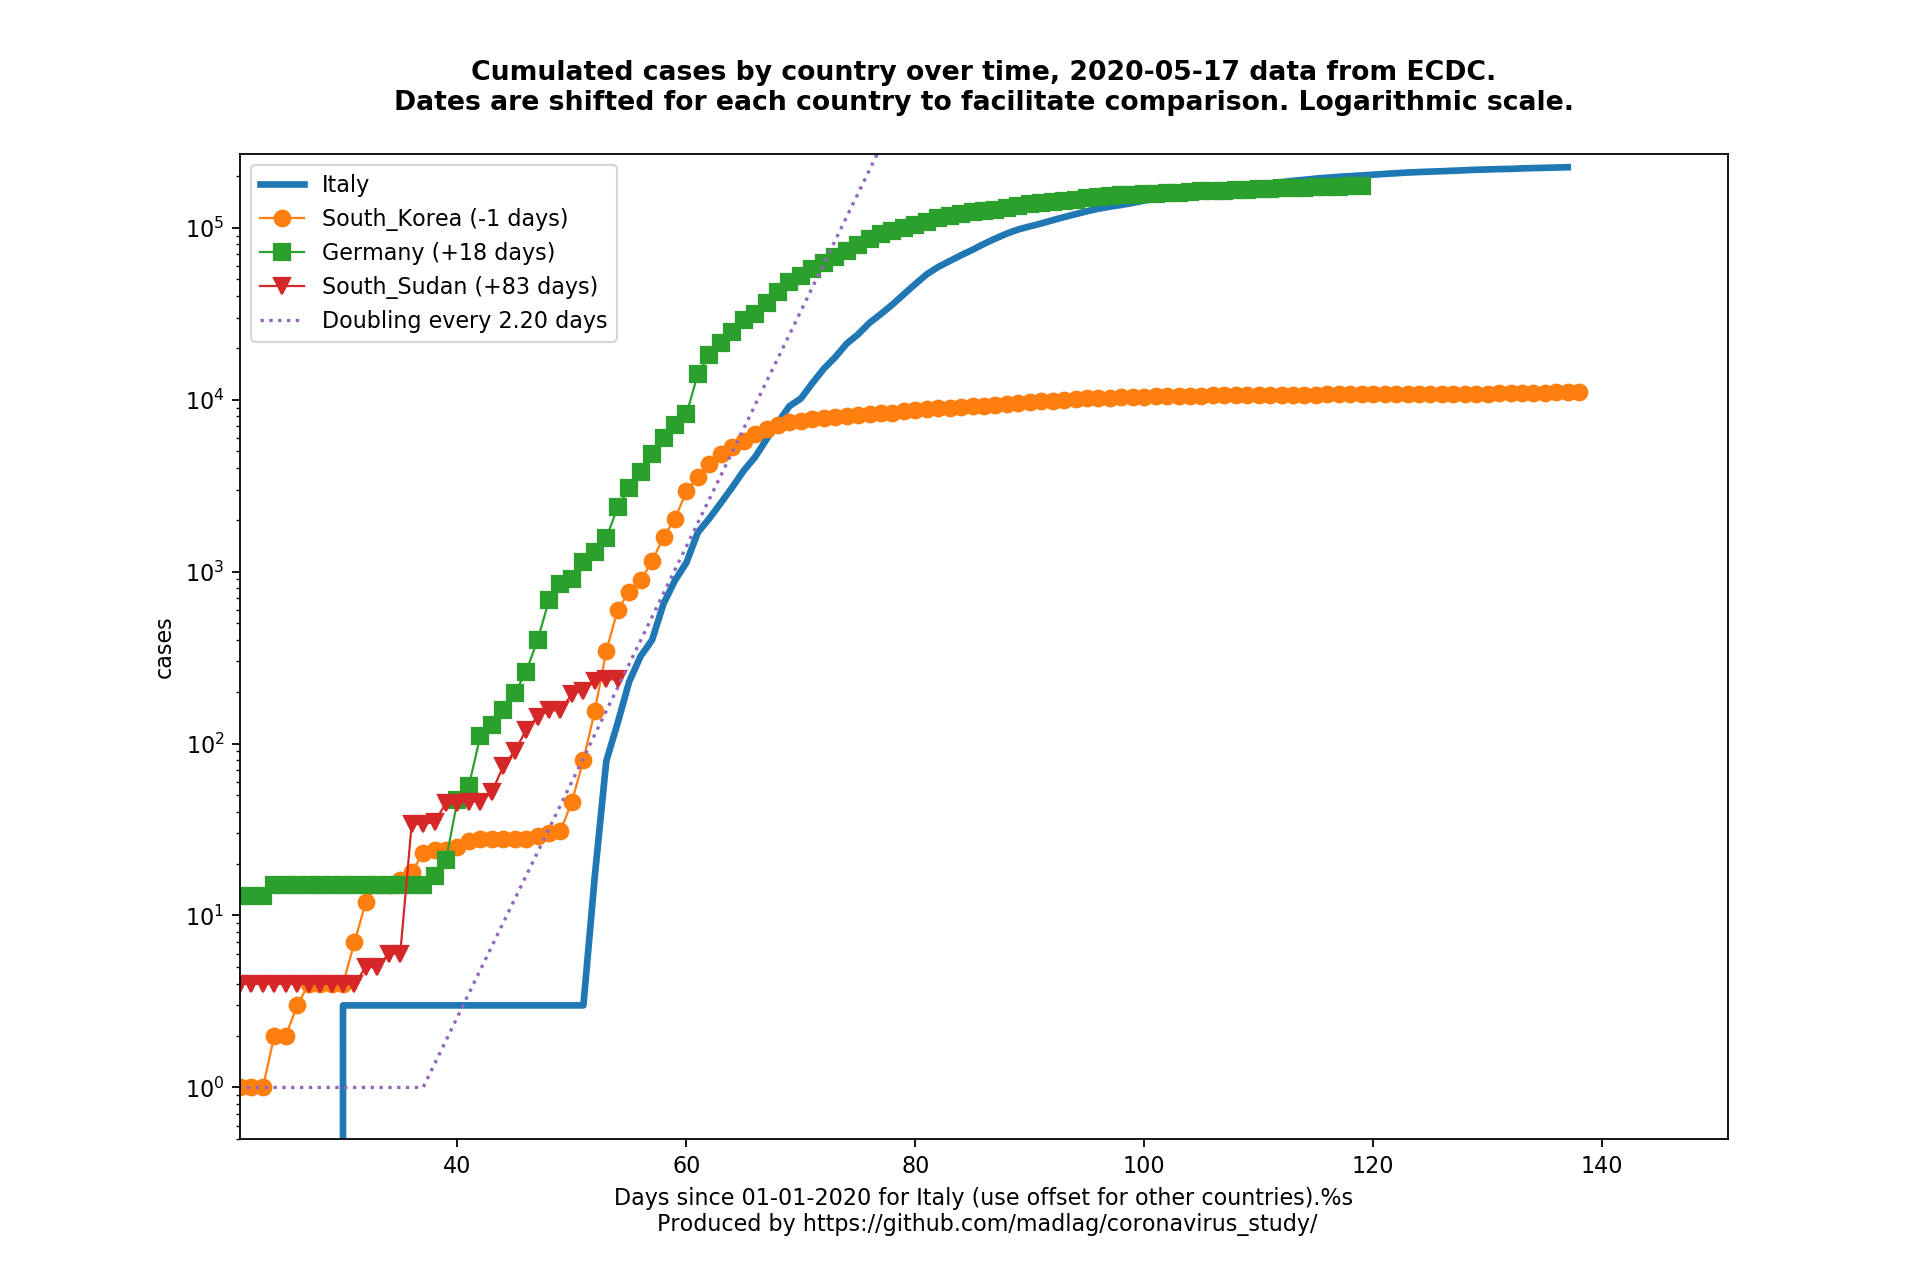 Cumulated cases by country over time, 2020-05-17 data from ECDC.
Dates are shifted for each country to facilitate comparison. Logarithmic scale.
Italy
South_Korea (-1 days)
Germany (+18 days)
South_Sudan (+83 days)
Doubling every 2.20 days
10^5
10^4
10^3
10^2
10^1
10^0
cases
40 60 80 100 120 140
Days since 01-01-2020 for Italy (use offset for other countries).%s
Produced by https://github.com/madlag/coronavirus_study/